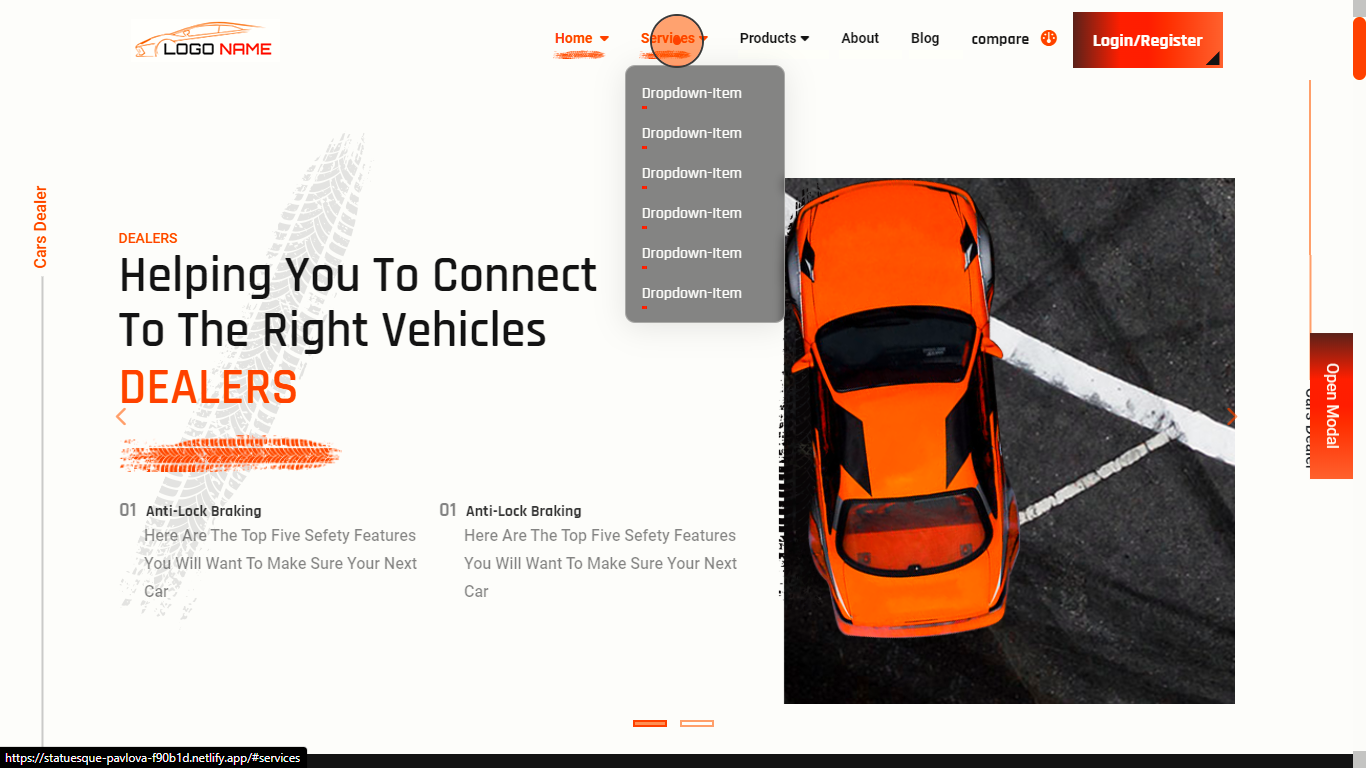 LOGO NAME
Home
Services
Products
About
Blog
compare
Login/Register
Dropdown-Item
Dropdown-Item
Dropdown-Item
Dropdown-Item
Dropdown-Item
Dropdown-Item
Cars Dealer
DEALERS
Helping You To Connect
To The Right Vehicles
DEALERS
01 Anti-Lock Braking
Here Are The Top Five Sefety Features
You Will Want To Make Sure Your Next
Car
01 Anti-Lock Braking
Here Are The Top Five Sefety Features
You Will Want To Make Sure Your Next
Car
Open Modal
Cars Dealer
https://statuesque-pavlova-f90b1d.netlify.app/#services